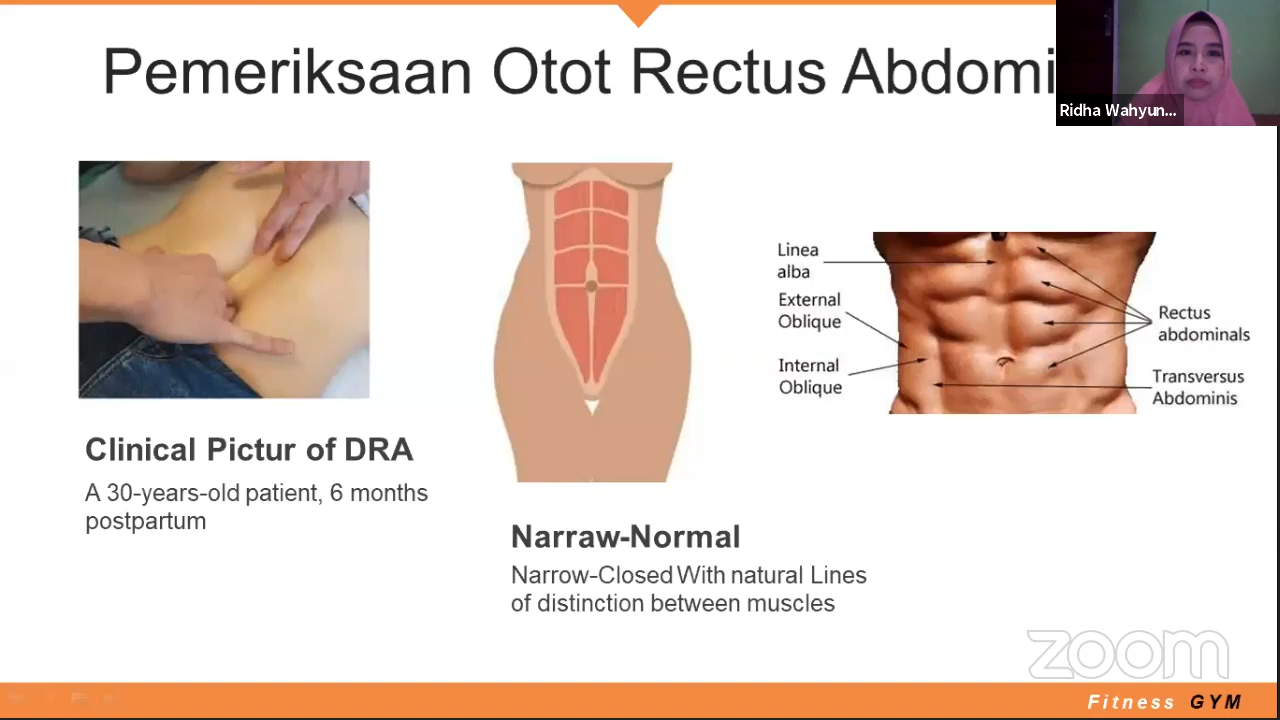 Pemeriksaan Otot Rectus Abdomi
Ridha Wahyun...
Linea
alba
External
Oblique
Internal
Oblique
Rectus
abdominals
Transversus
Abdominis
Clinical Pictur of DRA
A 30-years-old patient, 6 months
postpartum
Narraw-Normal
Narrow-Closed With natural Lines
of distinction between muscles
zoom
Fitness GYM